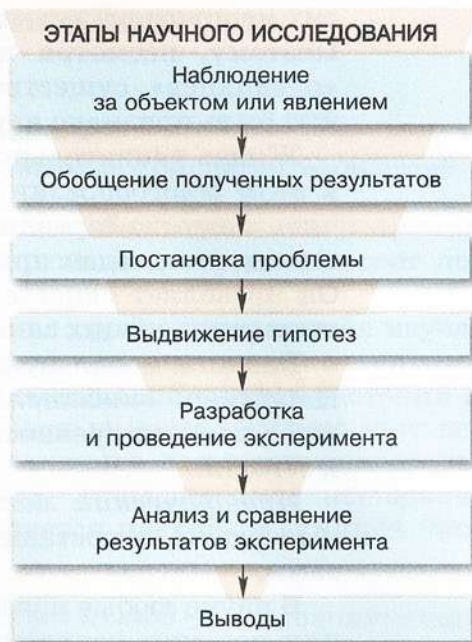 ЭТАПЫ НАУЧНОГО ИССЛЕДОВАНИЯ
Наблюдение
за объектом или явлением
Обобщение полученных результатов
Постановка проблемы
Выдвижение гипотез
Разработка
и проведение эксперимента
Анализ и сравнение
результатов эксперимента
Выводы